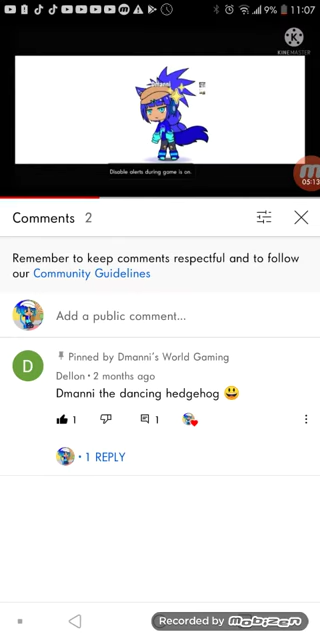 9% 11:07
KINEMASTER
Dmanni
Disable alerts during game is on.
05:13
Comments 2
Remember to keep comments respectful and to follow
our Community Guidelines
Add a public comment...
D
Pinned by Dmanni's World Gaming
Dellon • 2 months ago
Dmanni the dancing hedgehog 😃
1 1
• 1 REPLY
Recorded by mobizen